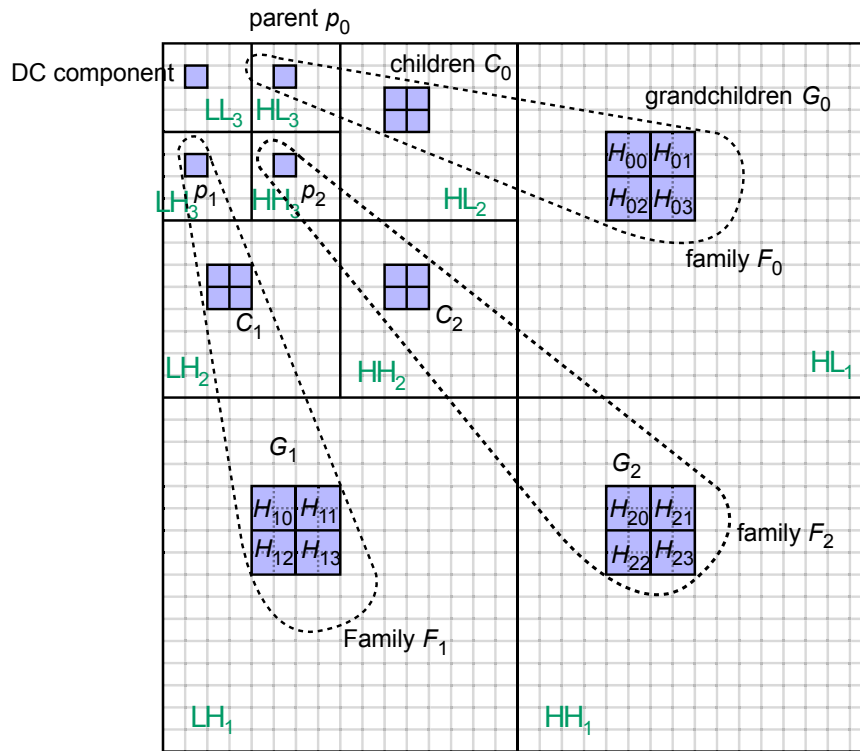 parent p₀
DC component
children C₀
grandchildren G₀
LL₃
HL₃
H₀₀ H₀₁
H₀₂ H₀₃
LH₃
p₁
HH₃
p₂
HL₂
family F₀
C₁
C₂
LH₂
HH₂
HL₁
G₁
G₂
H₁₀ H₁₁
H₂₀ H₂₁
family F₂
H₁₂ H₁₃
H₂₂ H₂₃
Family F₁
LH₁
HH₁